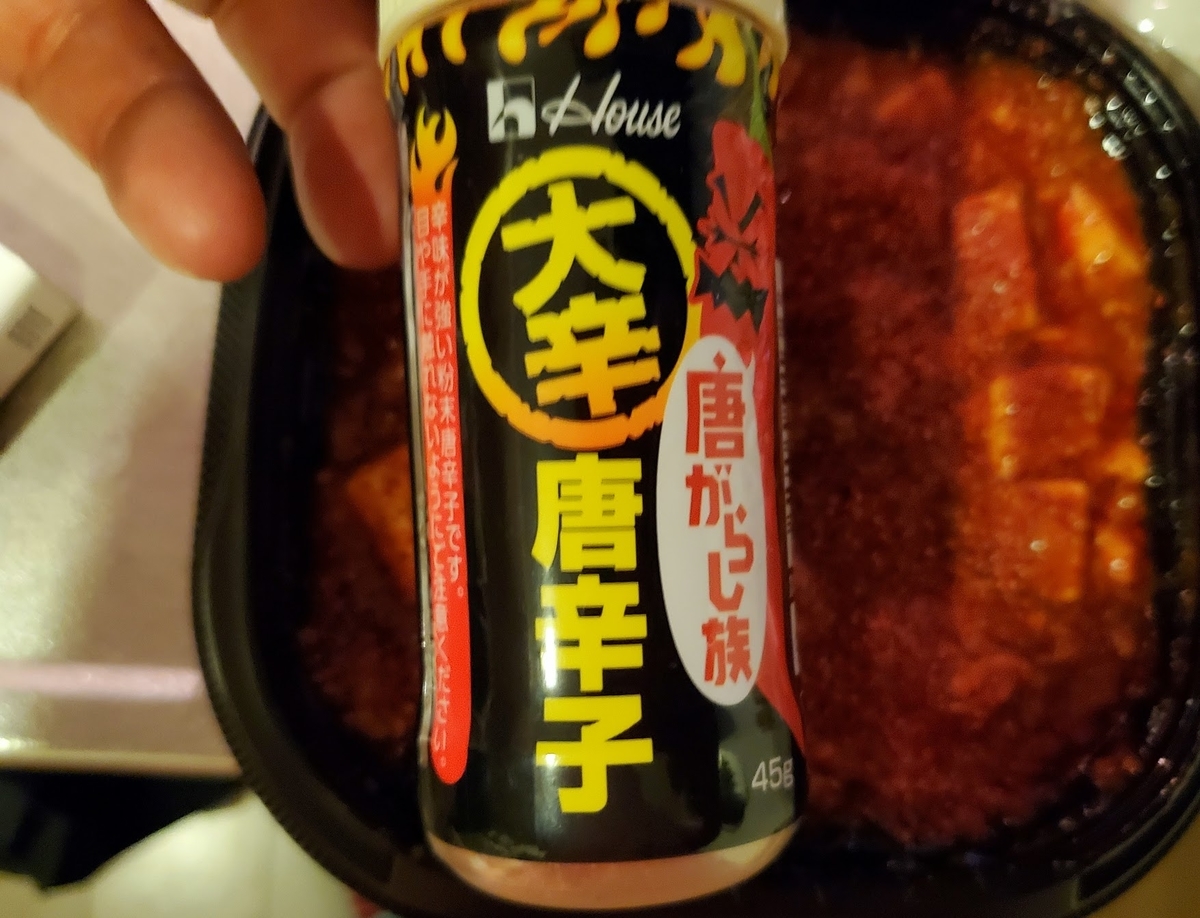 House
大辛
唐辛子
唐がらし族
辛味が強い粉末唐辛子です。
目や手に触れないようにご注意ください。
45g